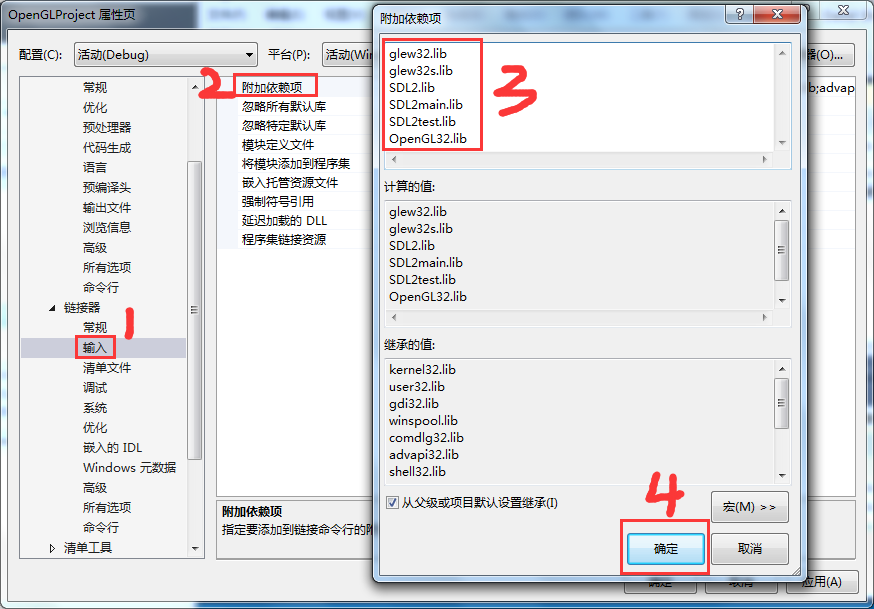 OpenGLProject 属性页
配置(C):
活动(Debug)
平台(P):
活动(Win
器(O)...
常规
优化
预处理器
代码生成
语言
预编译头
输出文件
浏览信息
高级
所有选项
命令行
链接器
常规
输入
1
清单文件
调试
系统
优化
嵌入的 IDL
Windows 元数据
高级
所有选项
命令行
清单工具
2
附加依赖项
b;advap
忽略所有默认库
忽略特定默认库
模块定义文件
将模块添加到程序集
嵌入托管资源文件
强制符号引用
延迟加载的 DLL
程序集链接资源
附加依赖项
指定要添加到链接命令行的附
附加依赖项
glew32.lib
glew32s.lib
SDL2.lib
SDL2main.lib
SDL2test.lib
OpenGL32.lib
3
计算的值:
glew32.lib
glew32s.lib
SDL2.lib
SDL2main.lib
SDL2test.lib
OpenGL32.lib
继承的值:
kernel32.lib
user32.lib
gdi32.lib
winspool.lib
comdlg32.lib
advapi32.lib
shell32.lib
从父级或项目默认设置继承(I)
宏(M) >>
4
确定
取消
确定
取消
应用(A)